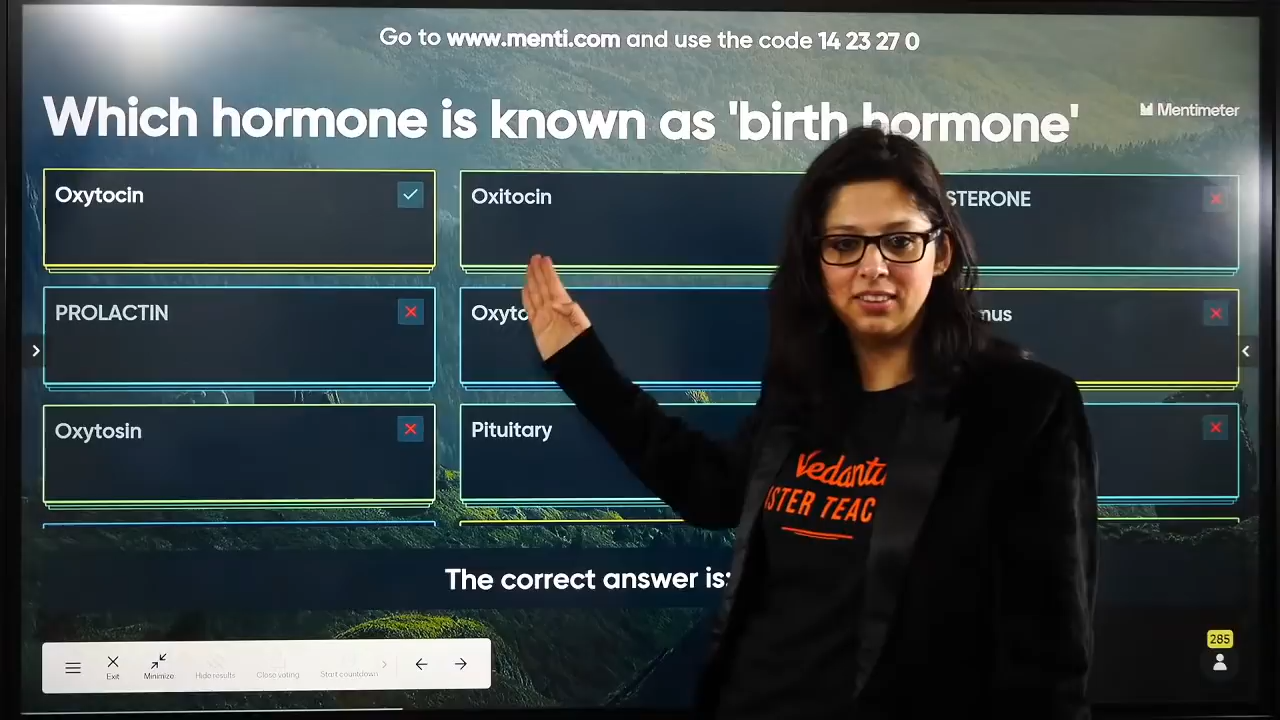 Go to www.menti.com and use the code 14 23 27 0
Which hormone is known as 'birth hormone'
Mentimeter
Oxytocin
Oxitocin
STERONE
PROLACTIN
Oxyto
mus
Oxytosin
Pituitary
Vedantu
STER TEAC
The correct answer is:
Exit
Minimize
Hide results
Close voting
Start countdown
285